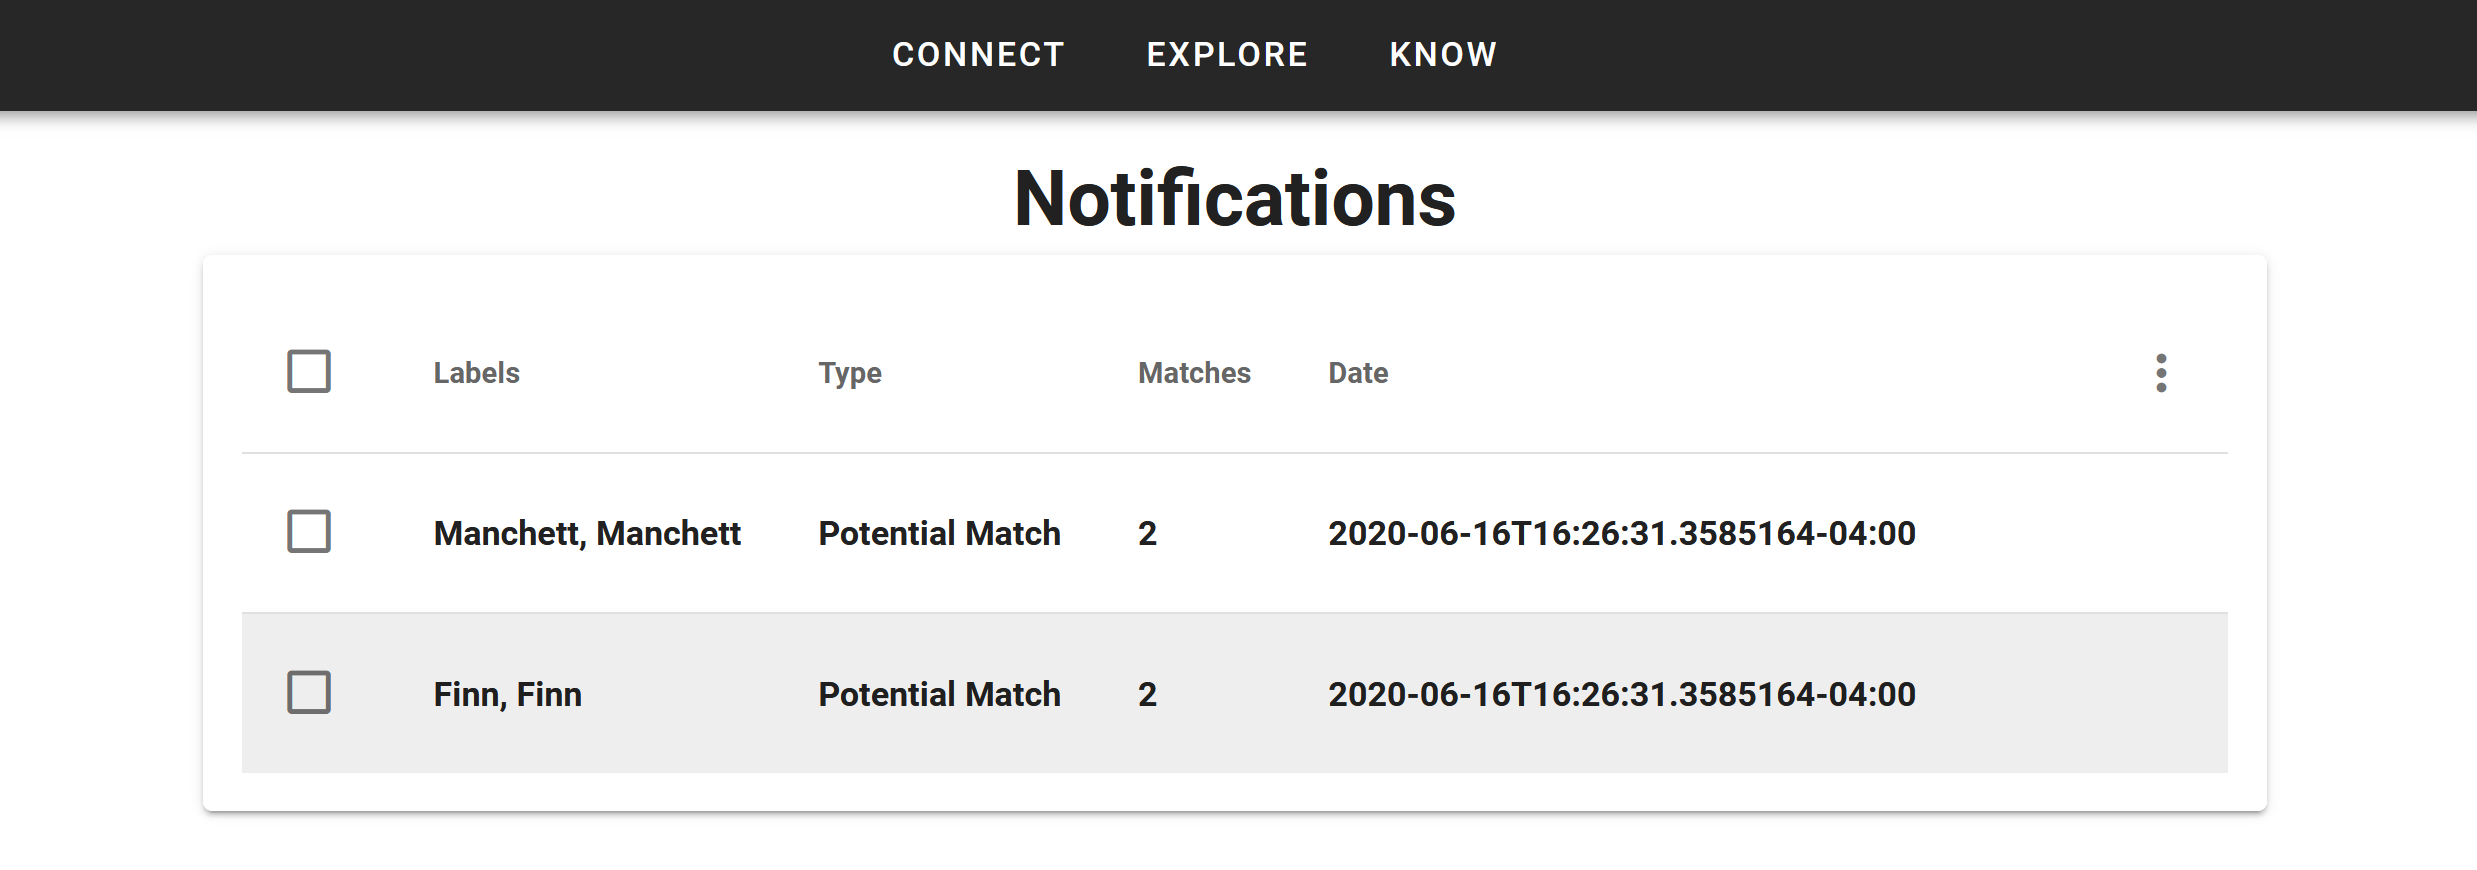 CONNECT EXPLORE KNOW
Notifications
Labels Type Matches Date
Manchett, Manchett Potential Match 2 2020-06-16T16:26:31.3585164-04:00
Finn, Finn Potential Match 2 2020-06-16T16:26:31.3585164-04:00